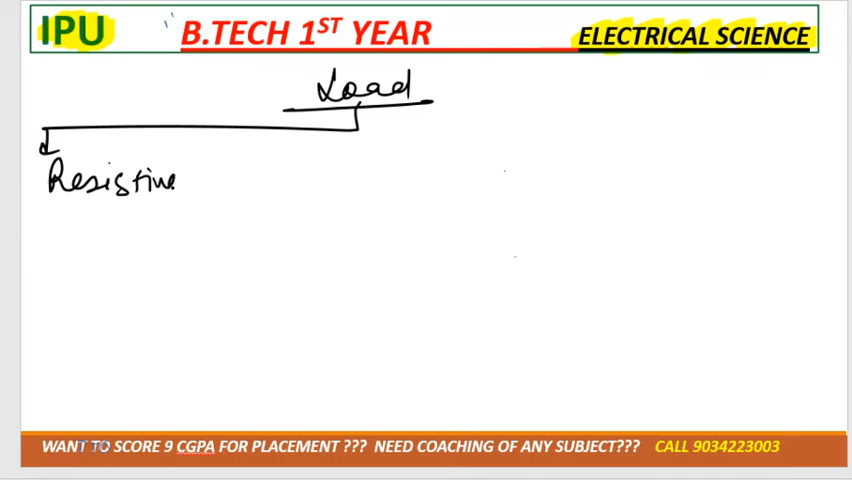 IPU B.TECH 1ST YEAR ELECTRICAL SCIENCE
Load
Resistive
WANT TO SCORE 9 CGPA FOR PLACEMENT ??? NEED COACHING OF ANY SUBJECT??? CALL 9034223003